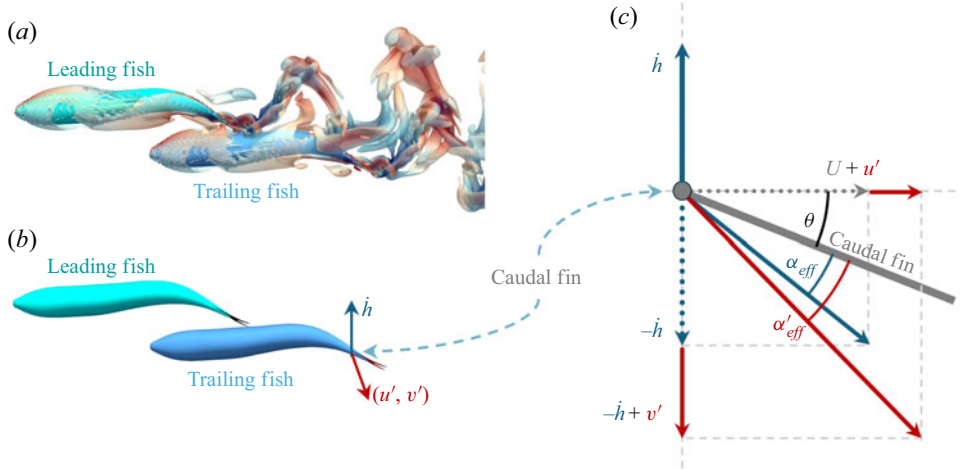 (a)
Leading fish
Trailing fish
(b)
Leading fish
ḣ
Trailing fish
(u′, v′)
Caudal fin
(c)
ḣ
U + u′
θ
Caudal fin
α_eff
α′_eff
–ḣ
–ḣ + v′